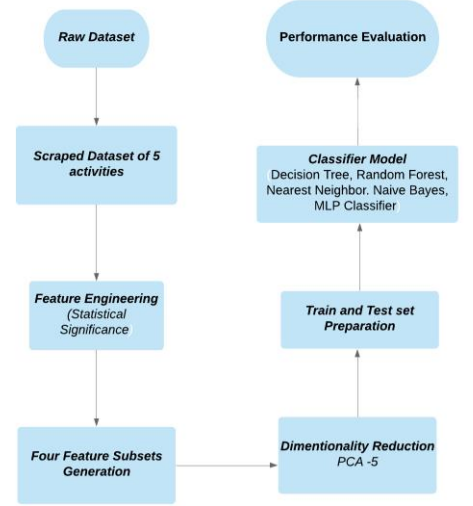 Raw Dataset
Scraped Dataset of 5
activities
Feature Engineering
(Statistical
Significance)
Four Feature Subsets
Generation
Dimentionality Reduction
PCA -5
Train and Test set
Preparation
Classifier Model
(Decision Tree, Random Forest,
Nearest Neighbor. Naive Bayes,
MLP Classifier)
Performance Evaluation